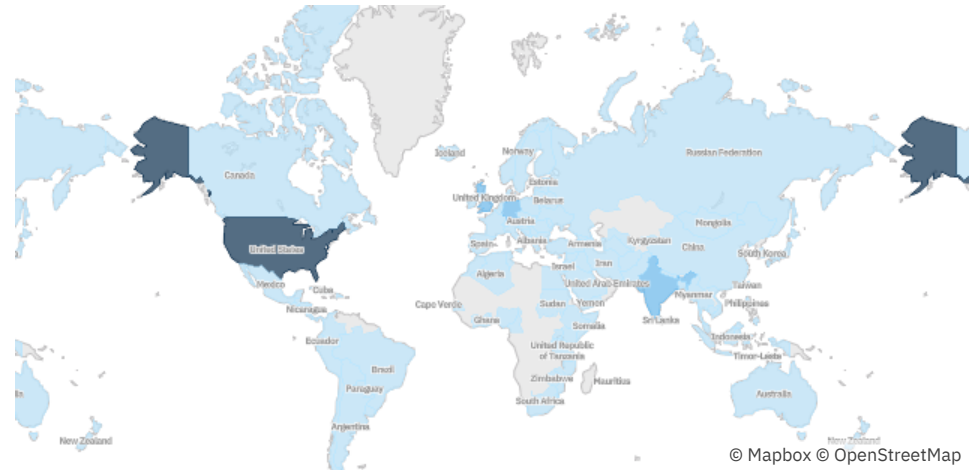 Iceland
Norway
Russian Federation
Canada
Estonia
United Kingdom
Belarus
Austria
Mongolia
United States
Spain
Albania
Armenia
Kyrgyzstan
China
South Korea
Algeria
Israel
Iran
Mexico
Cuba
United Arab Emirates
Taiwan
Cape Verde
Sudan
Yemen
Myanmar
Philippines
Nicaragua
Ghana
Somalia
Sri Lanka
Ecuador
United Republic
of Tanzania
Indonesia
Timor-Leste
Brazil
Paraguay
Zimbabwe
Mauritius
South Africa
Australia
Argentina
New Zealand
New Zealand
© Mapbox © OpenStreetMap